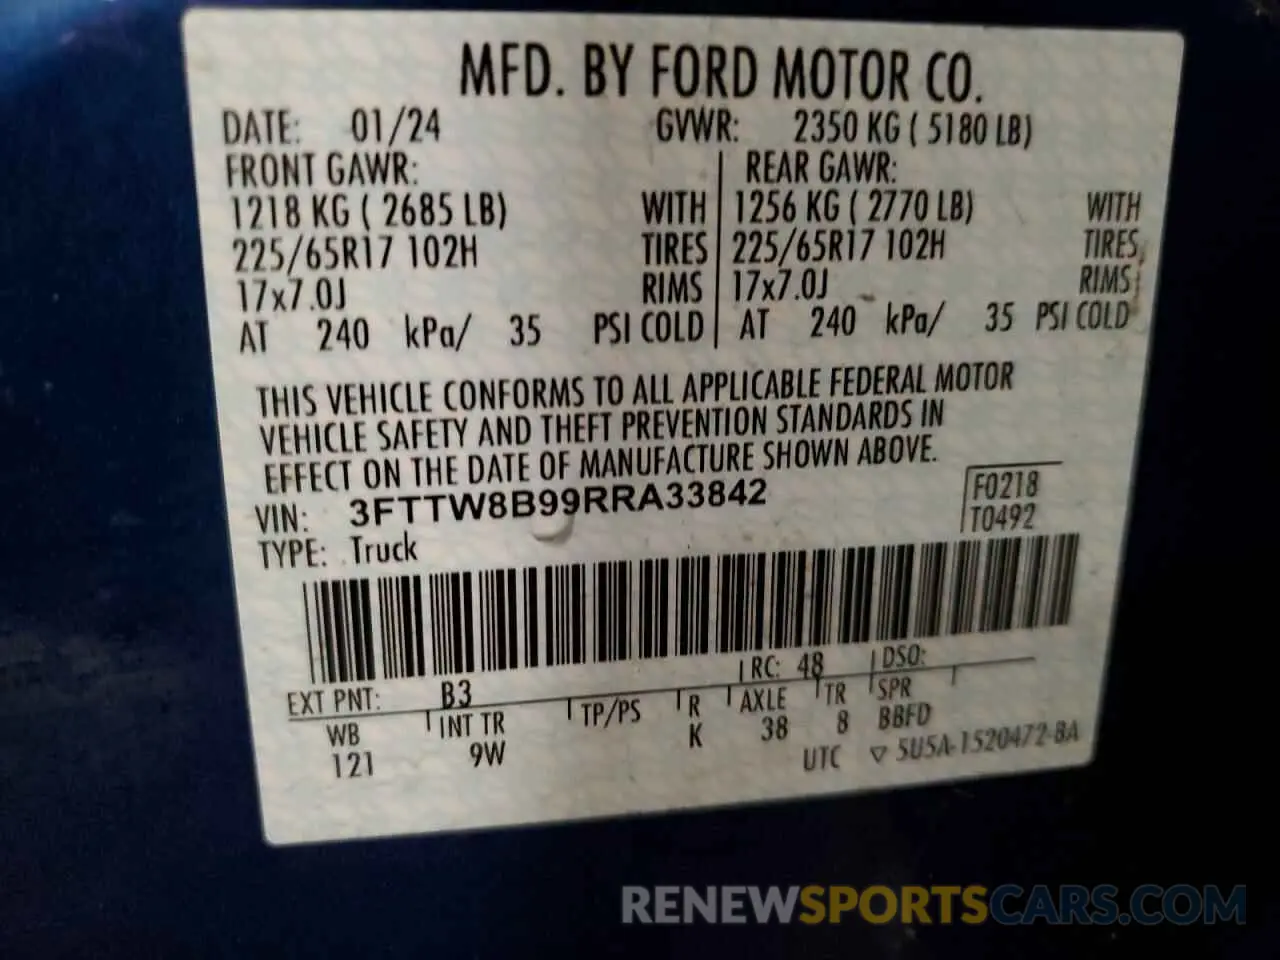 MFD. BY FORD MOTOR CO.
DATE: 01/24 GVWR: 2350 KG ( 5180 LB)
FRONT GAWR: REAR GAWR:
1218 KG ( 2685 LB) WITH 1256 KG ( 2770 LB) WITH
225/65R17 102H TIRES 225/65R17 102H TIRES
17x7.0J RIMS 17x7.0J RIMS
AT 240 kPa/ 35 PSI COLD AT 240 kPa/ 35 PSI COLD
THIS VEHICLE CONFORMS TO ALL APPLICABLE FEDERAL MOTOR
VEHICLE SAFETY AND THEFT PREVENTION STANDARDS IN
EFFECT ON THE DATE OF MANUFACTURE SHOWN ABOVE.
VIN: 3FTTW8B99RRA33842 F0218
TYPE: Truck T0492
EXT PNT: B3 RC: 48 DSO:
WB INT TR TP/PS R AXLE TR SPR
121 9W K 38 8 BBFD
UTC ▽ 5U5A-1520472-BA
RENEWSPORTSCARS.COM